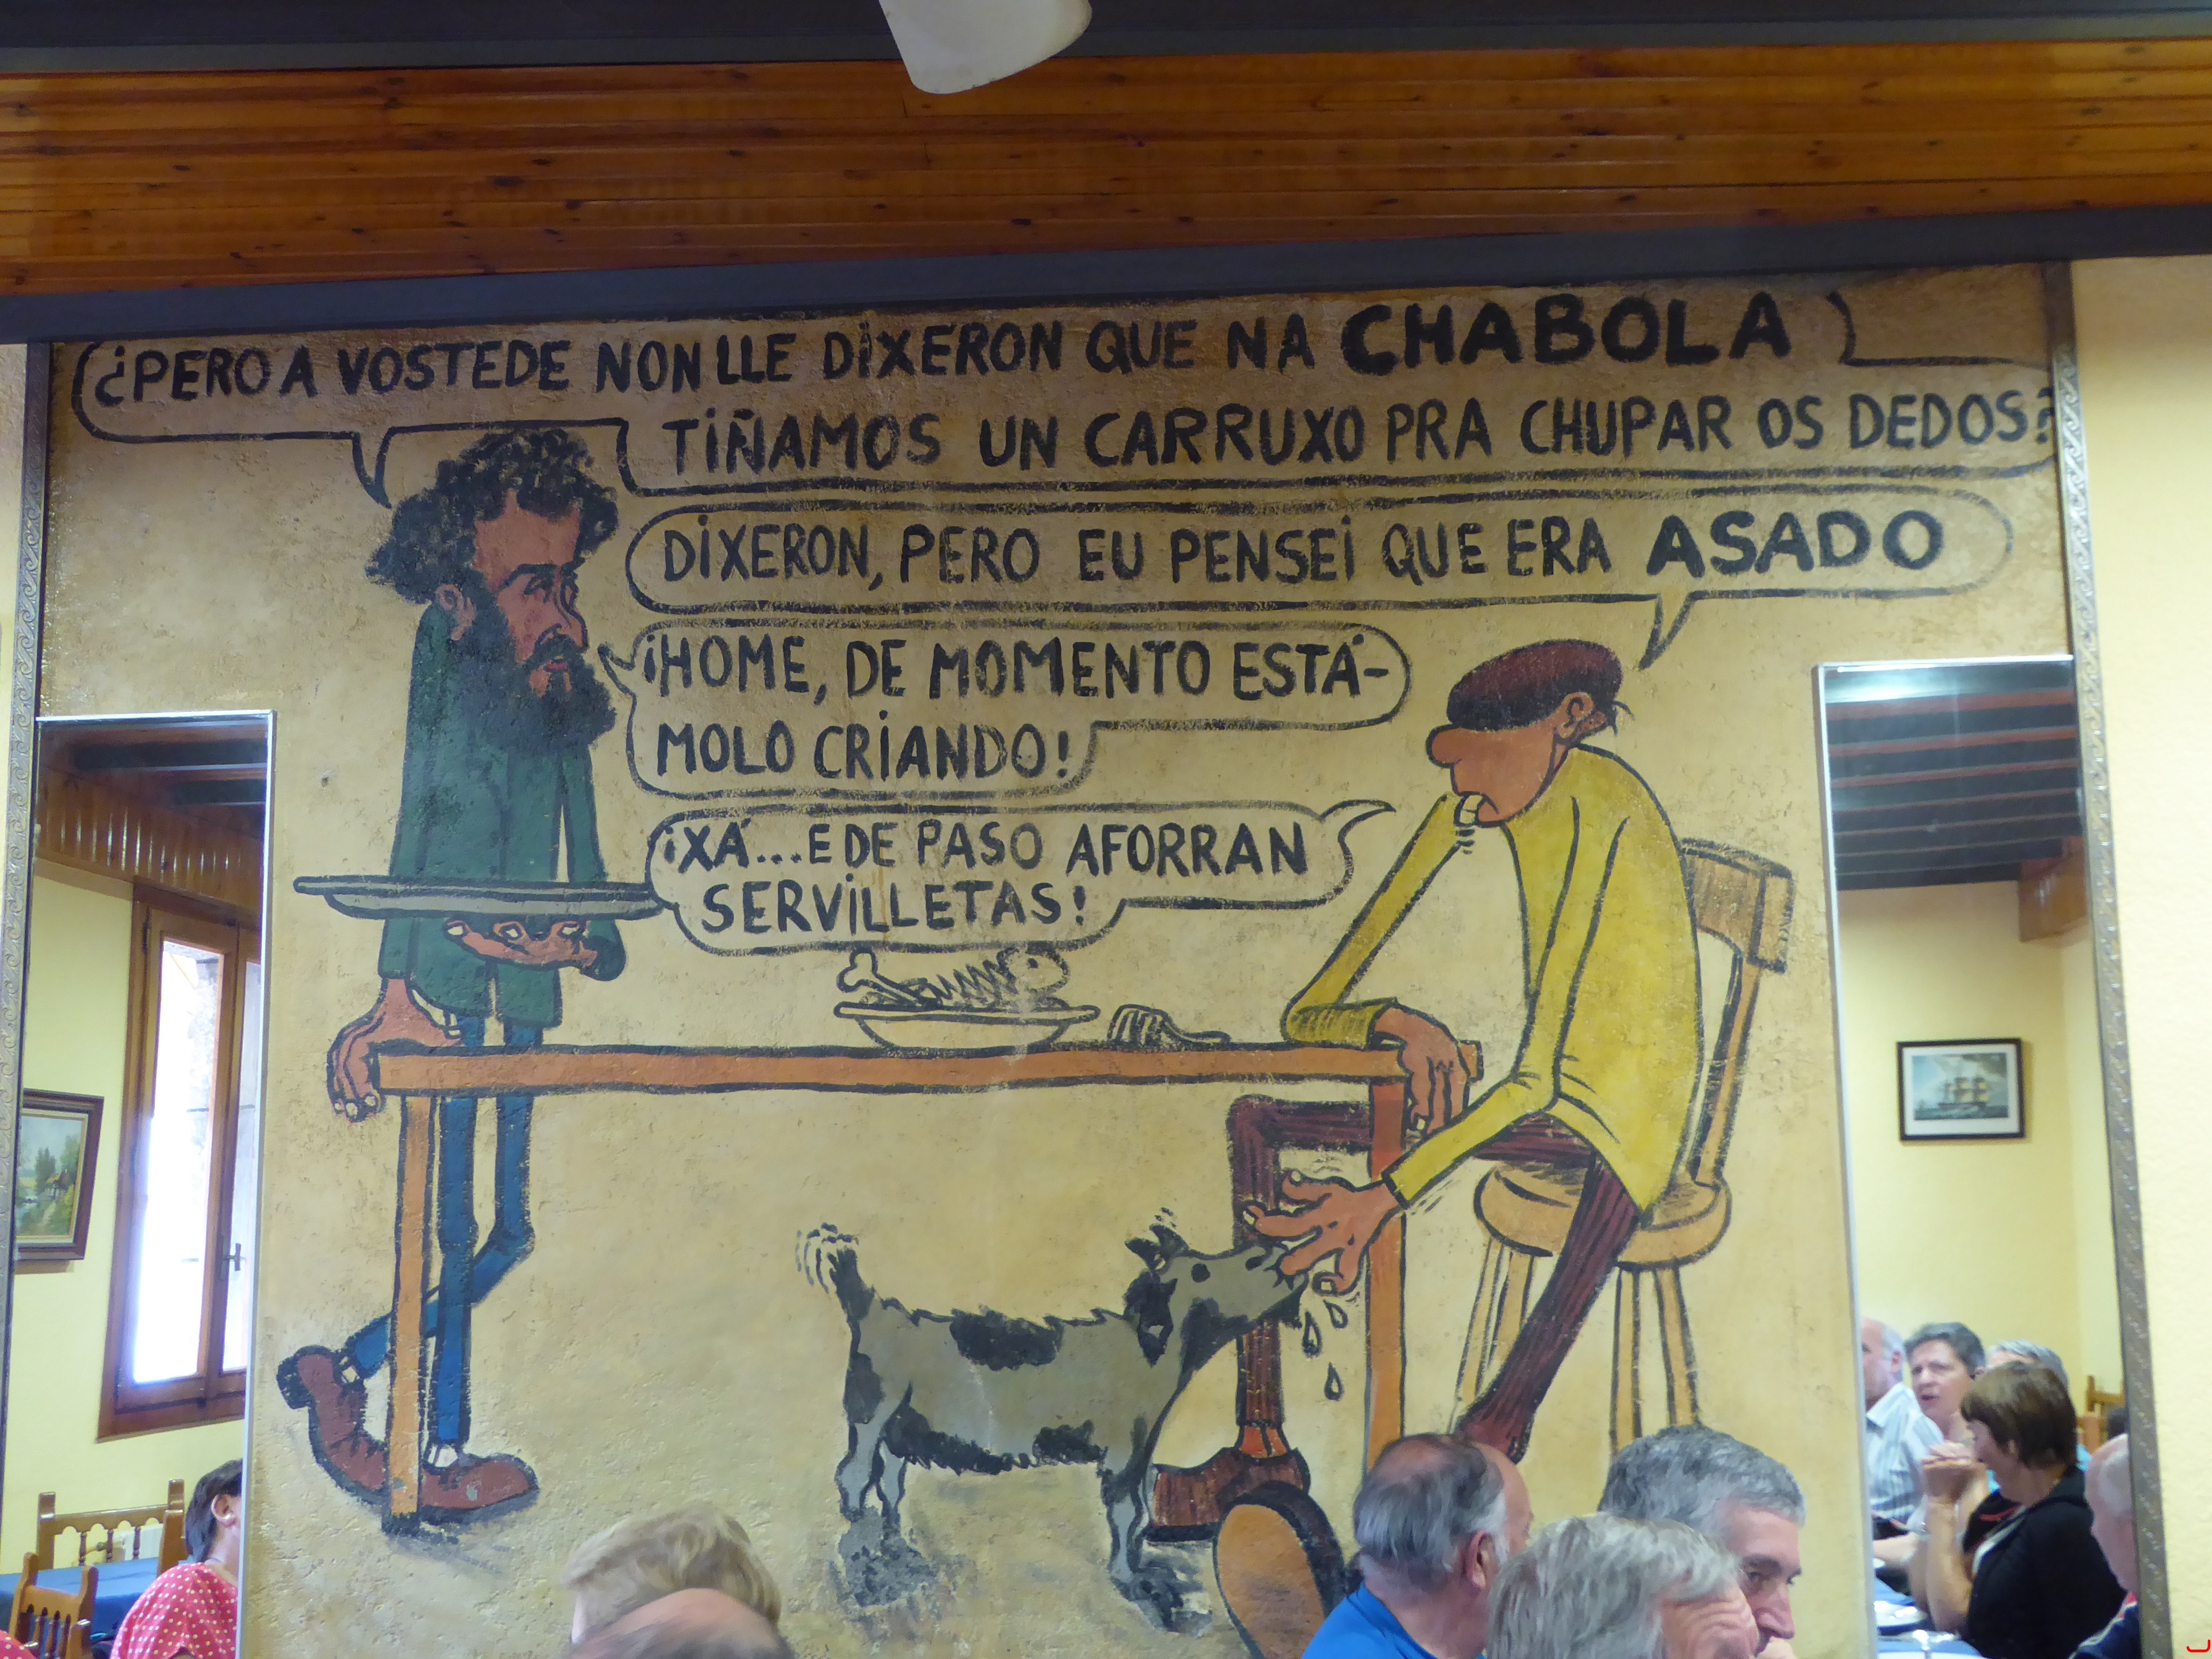 ¿PERO A VOSTEDE NON LLE DIXERON QUE NA CHABOLA
TIÑAMOS UN CARRUXO PRA CHUPAR OS DEDOS?
DIXERON, PERO EU PENSEI QUE ERA ASADO
¡HOME, DE MOMENTO ESTÁ-
MOLO CRIANDO!
¡XÁ...E DE PASO AFORRAN
SERVILLETAS!